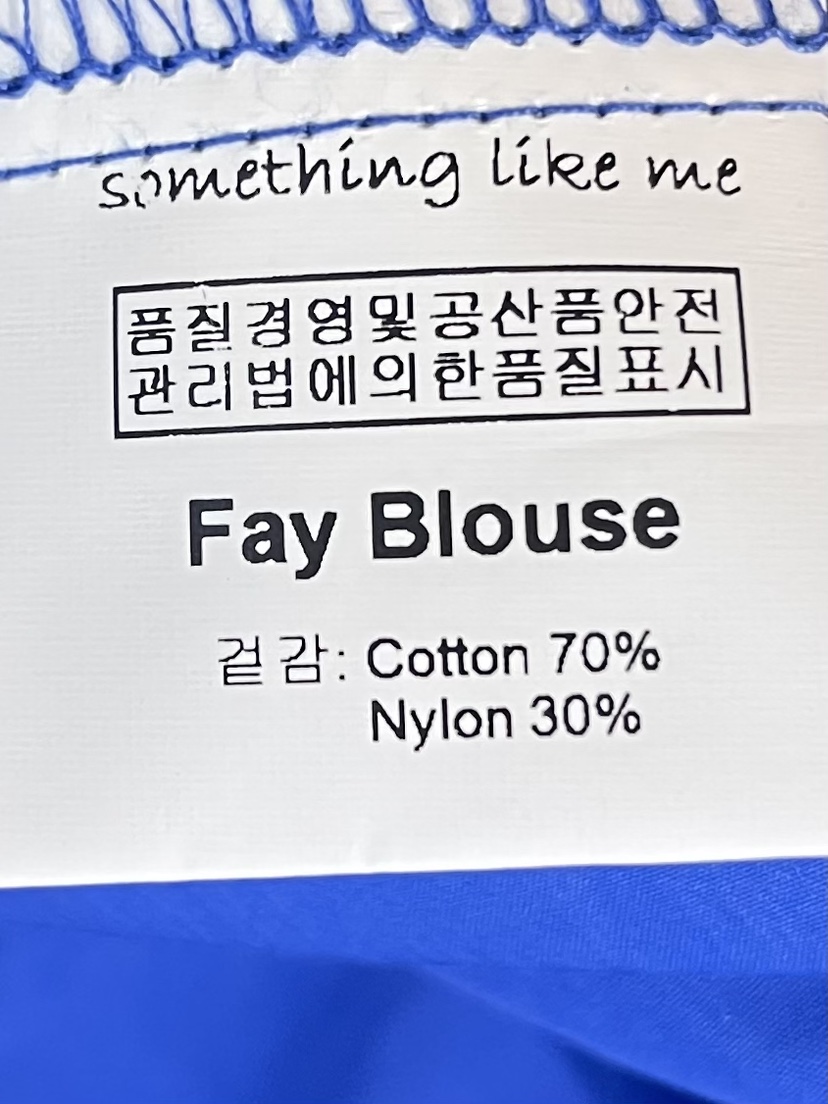 something like me
품질경영및공산품안전
관리법에의한품질표시
Fay Blouse
겉감: Cotton 70%
Nylon 30%